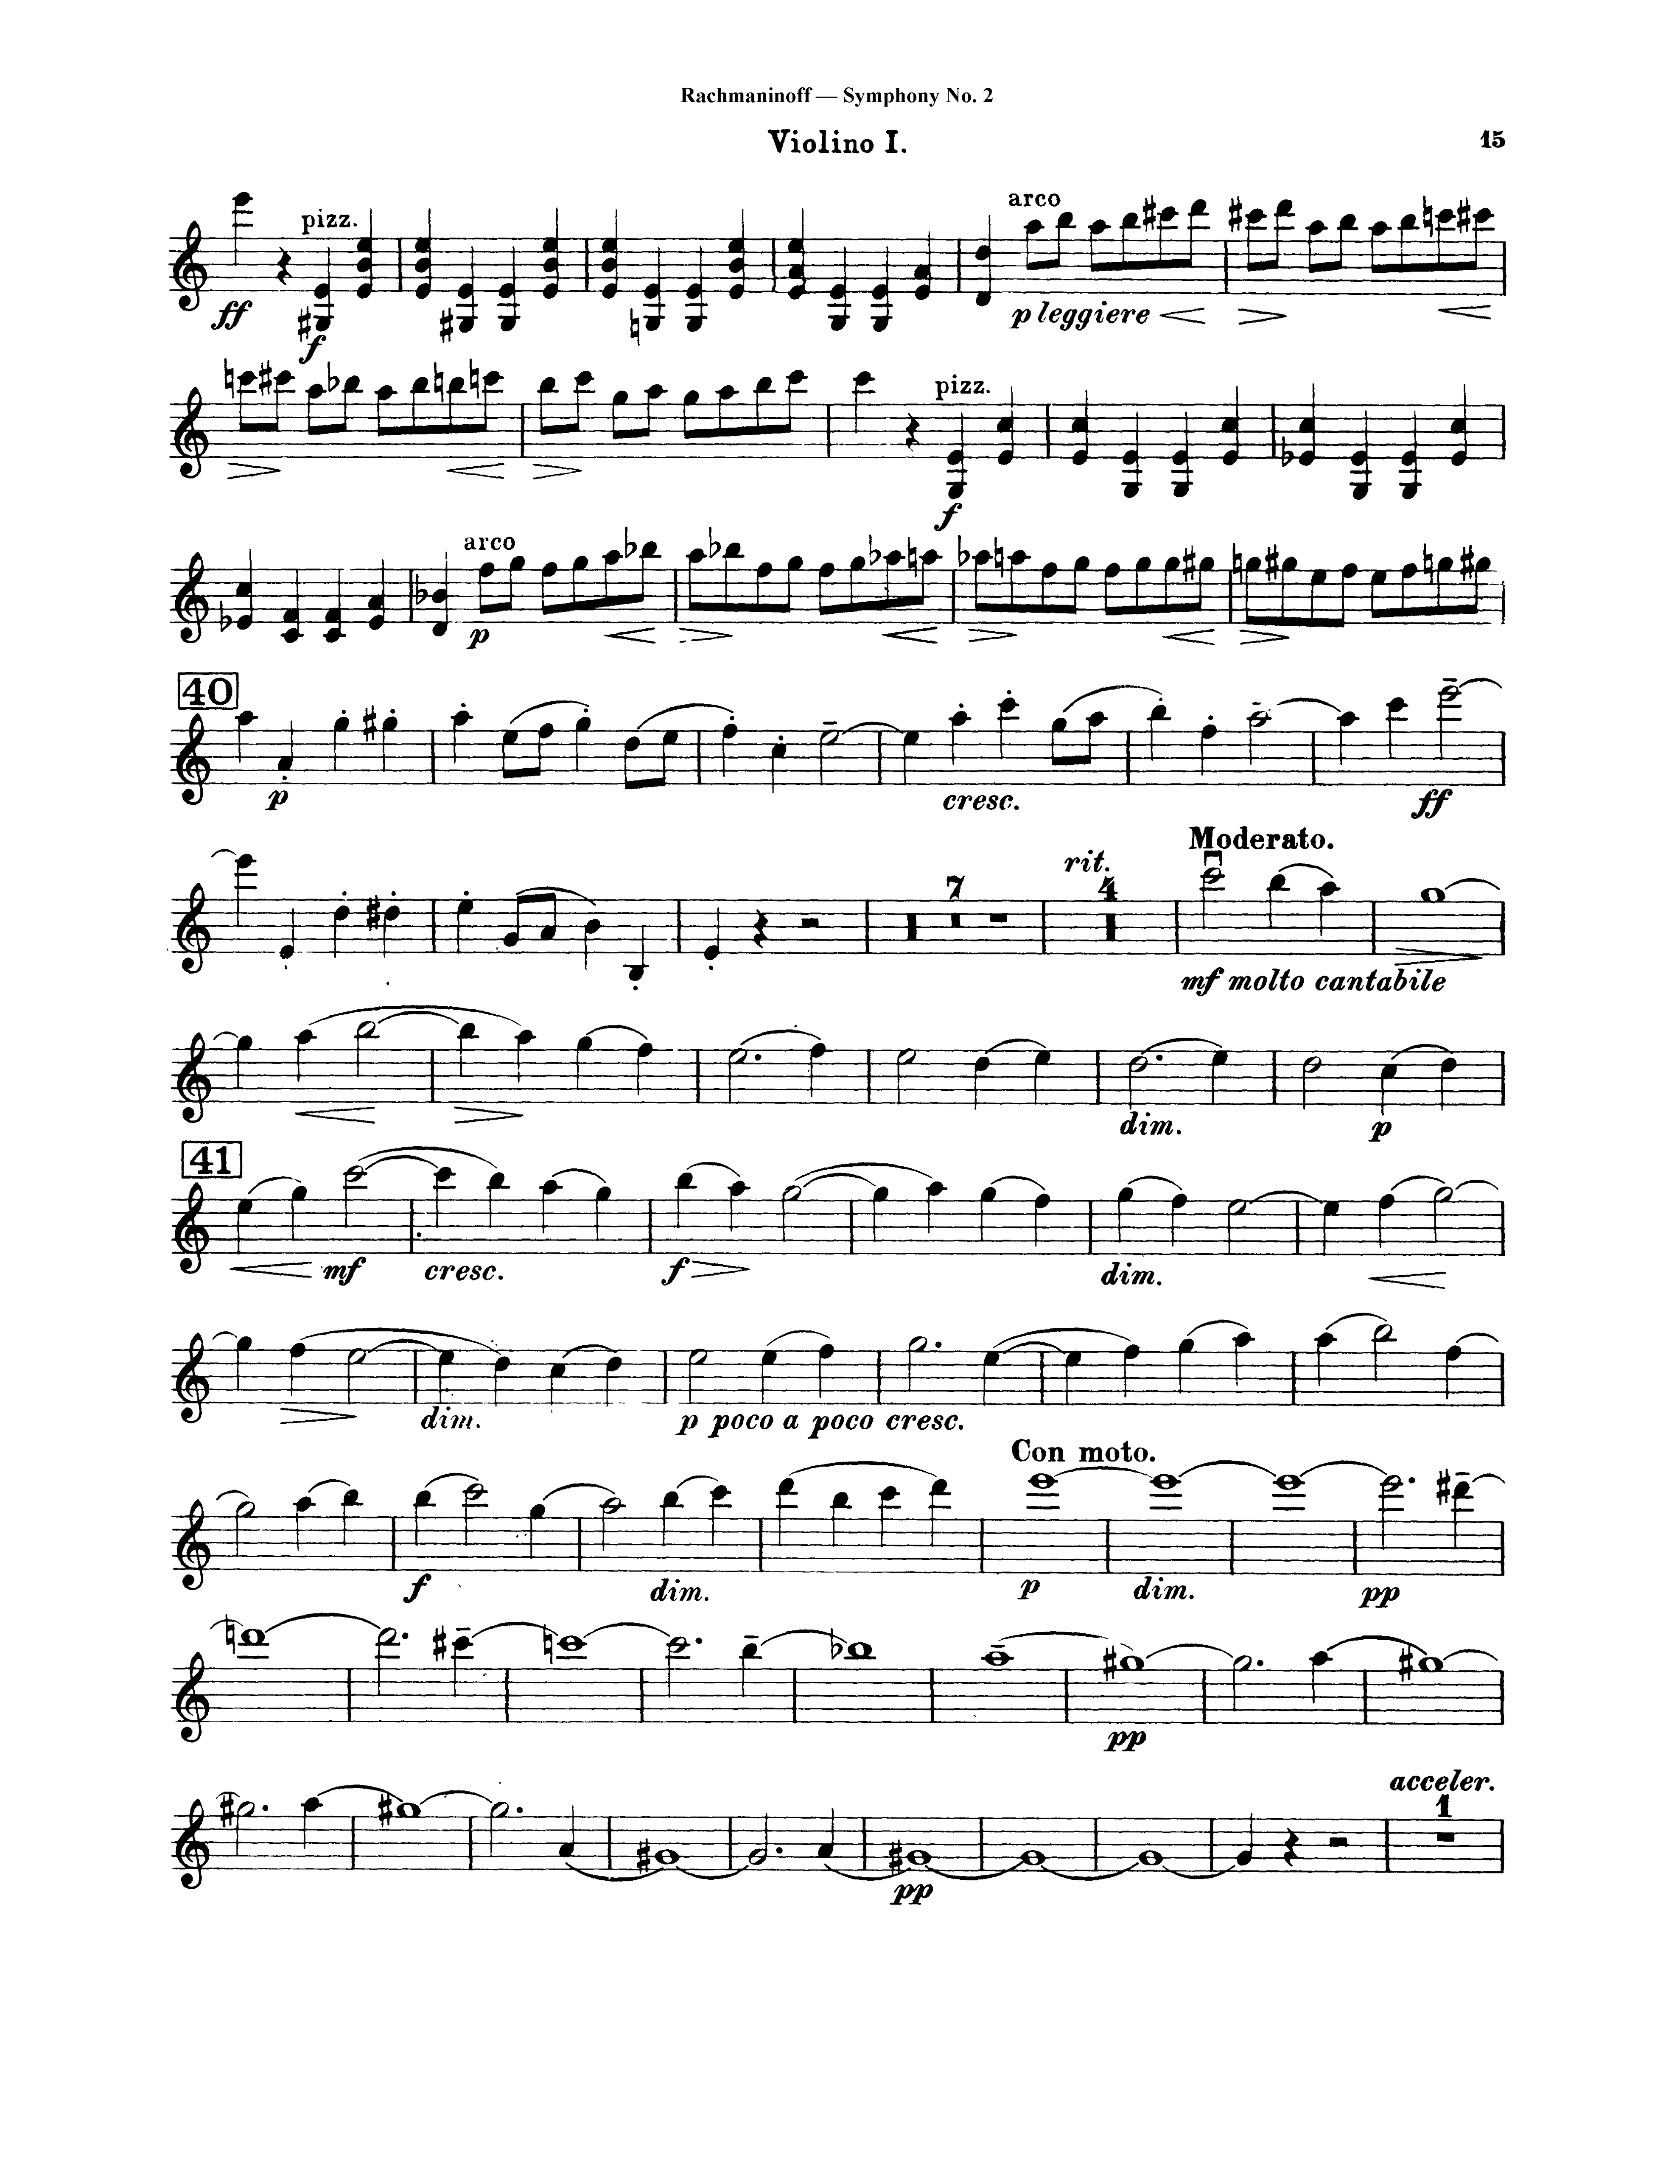 Rachmaninoff — Symphony No. 2
Violino I.
15
pizz.
arco
ff
f
p leggiere
pizz.
f
arco
p
40
p
cresc.
ff
Moderato.
rit.
7
4
mf molto cantabile
dim.
p
41
mf
cresc.
f
dim.
dim.
p poco a poco cresc.
Con moto.
f
dim.
p
dim.
pp
pp
acceler.
1
pp